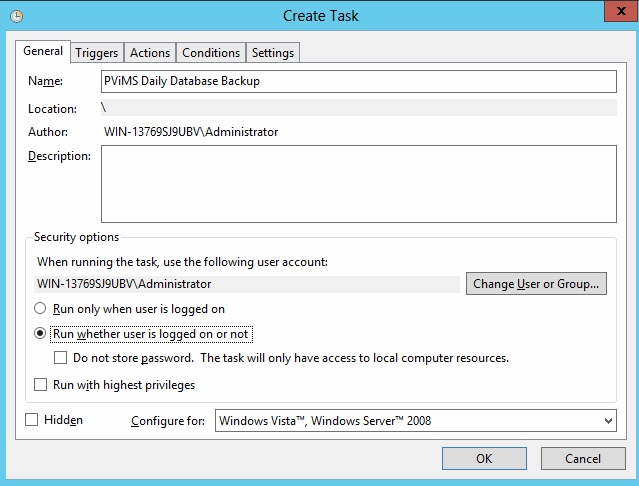 Create Task
x
General Triggers Actions Conditions Settings
Name: PViMS Daily Database Backup
Location: \
Author: WIN-13769SJ9UBV\Administrator
Description:
Security options
When running the task, use the following user account:
WIN-13769SJ9UBV\Administrator Change User or Group...
Run only when user is logged on
Run whether user is logged on or not
Do not store password. The task will only have access to local computer resources.
Run with highest privileges
Hidden Configure for: Windows Vista™, Windows Server™ 2008
OK Cancel